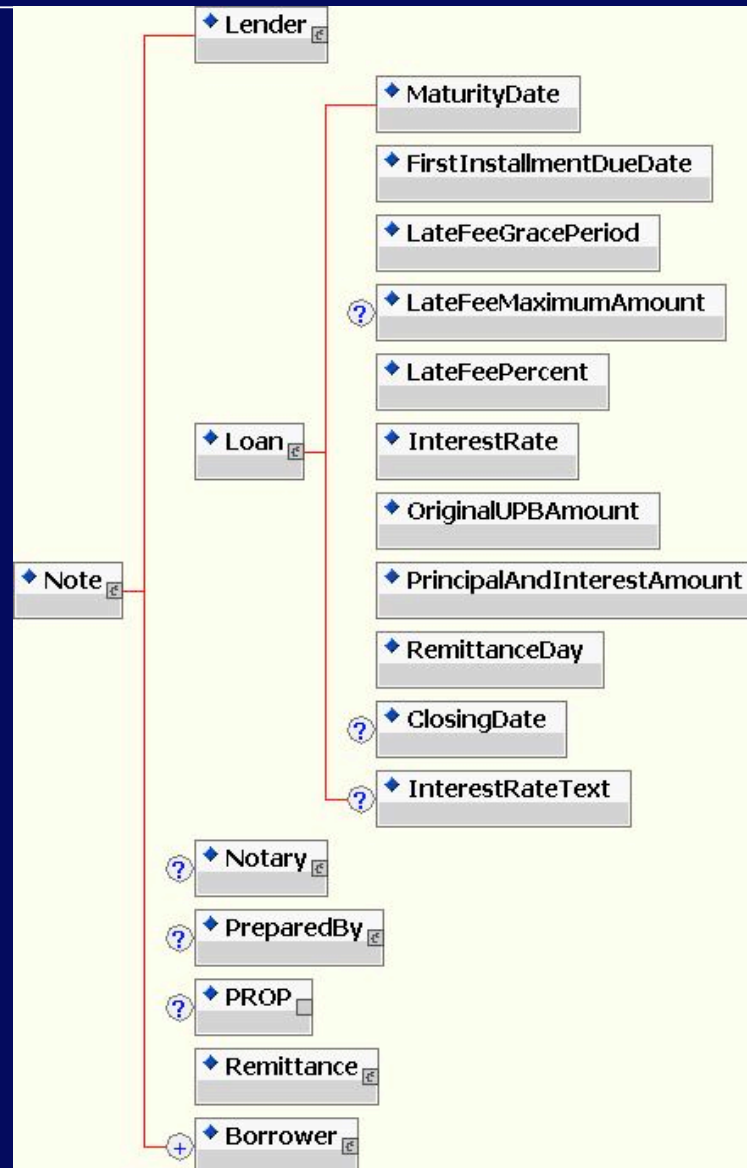 Lender
MaturityDate
FirstInstallmentDueDate
LateFeeGracePeriod
? LateFeeMaximumAmount
LateFeePercent
Loan
InterestRate
OriginalUPBAmount
Note
PrincipalAndInterestAmount
RemittanceDay
? ClosingDate
? InterestRateText
? Notary
? PreparedBy
? PROP
Remittance
+ Borrower